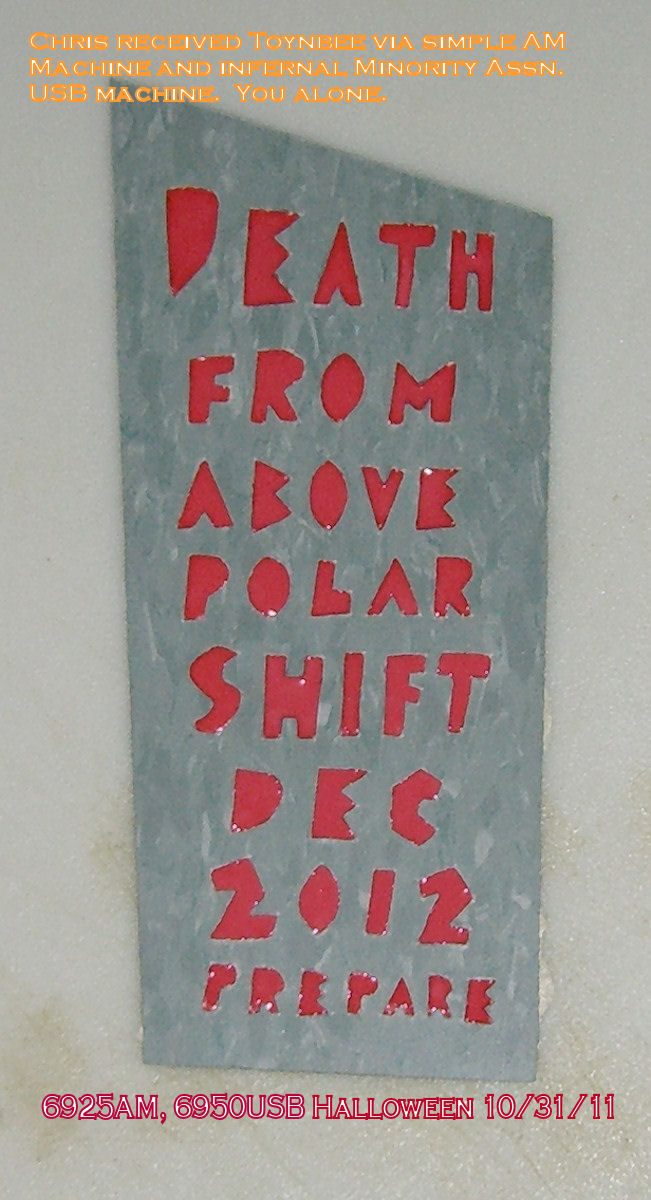 Chris received Toynbee via simple AM
Machine and infernal Minority Assn.
USB machine. You alone.
DEATH
FROM
ABOVE
POLAR
SHIFT
DEC
2012
PREPARE
6925AM, 6950USB Halloween 10/31/11